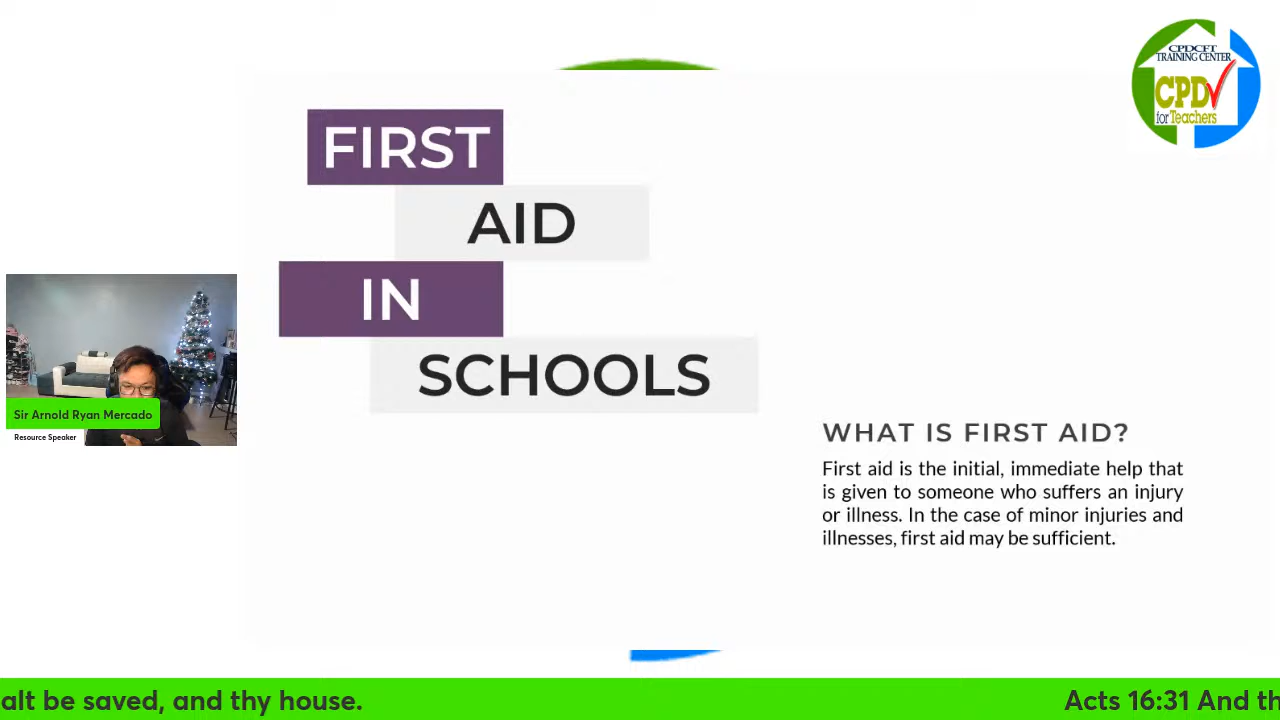 CPDCFT
TRAINING CENTER
CPD
for Teachers
FIRST
AID
IN
SCHOOLS
Sir Arnold Ryan Mercado
Resource Speaker
WHAT IS FIRST AID?
First aid is the initial, immediate help that
is given to someone who suffers an injury
or illness. In the case of minor injuries and
illnesses, first aid may be sufficient.
alt be saved, and thy house. Acts 16:31 And th